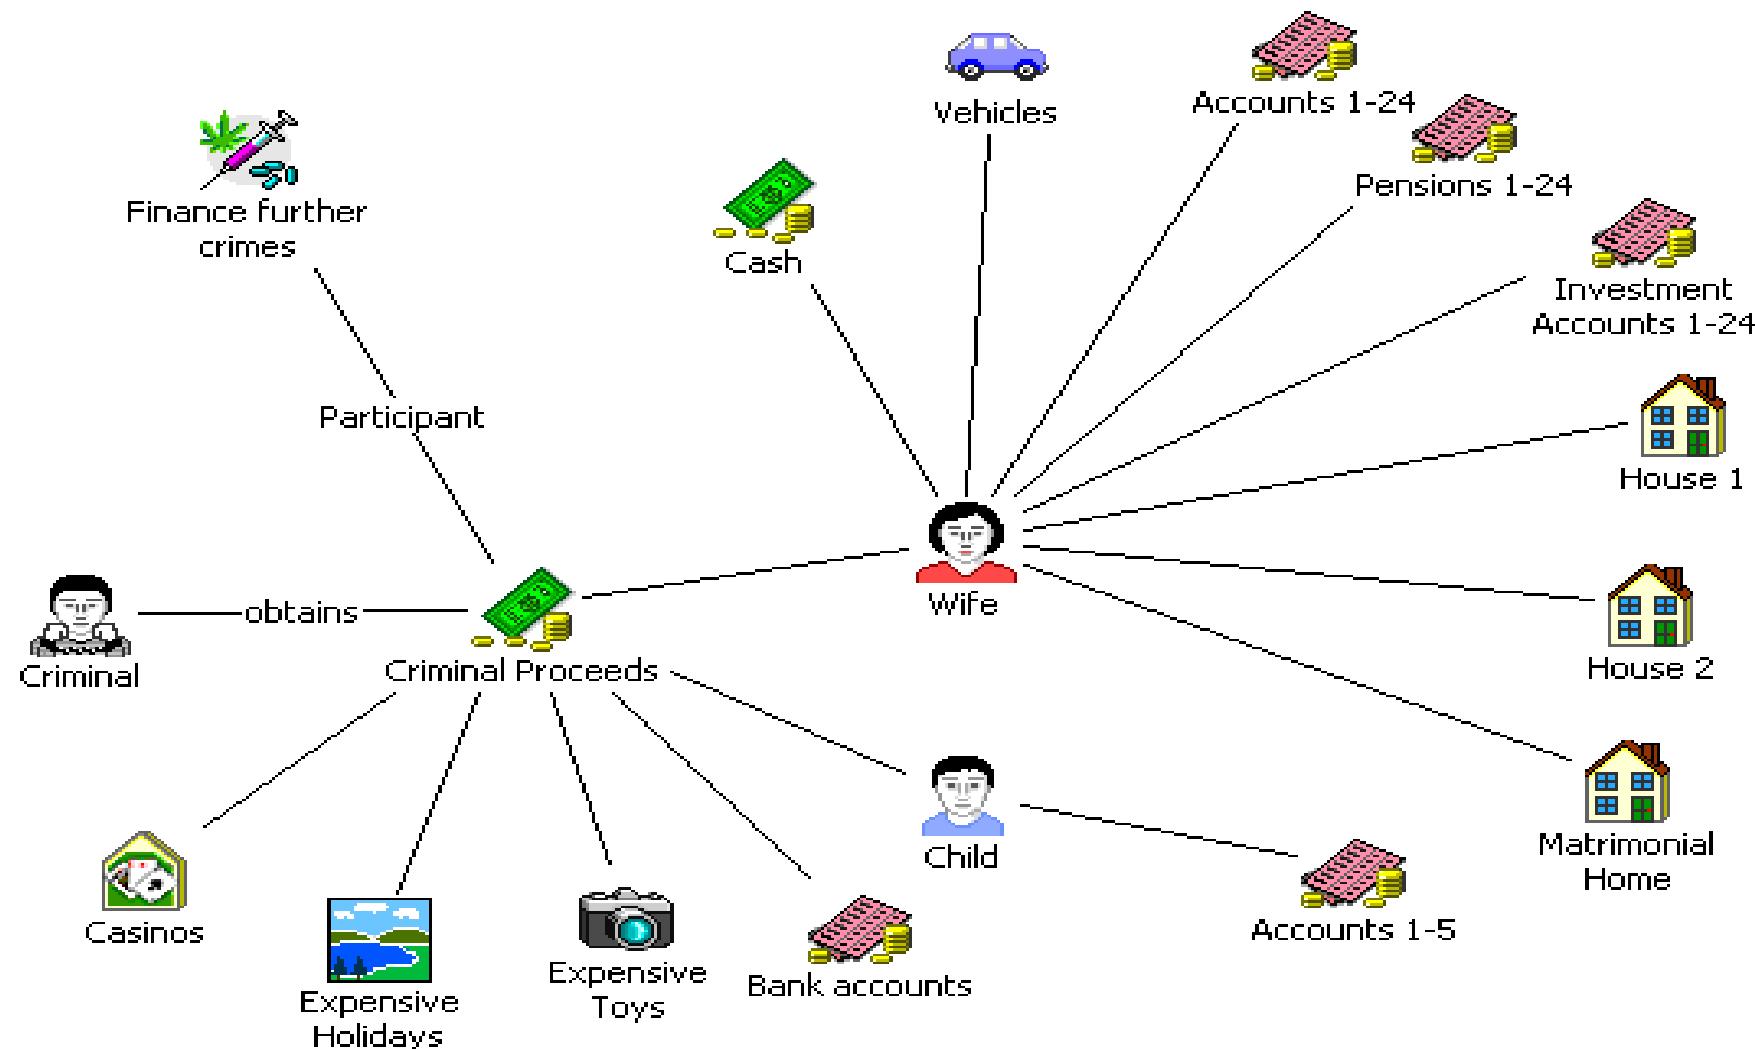 Vehicles
Accounts 1-24
Pensions 1-24
Finance further
crimes
Cash
Investment
Accounts 1-24
Participant
House 1
Wife
obtains
Criminal
Criminal Proceeds
House 2
Child
Matrimonial
Home
Casinos
Accounts 1-5
Expensive
Toys
Bank accounts
Expensive
Holidays